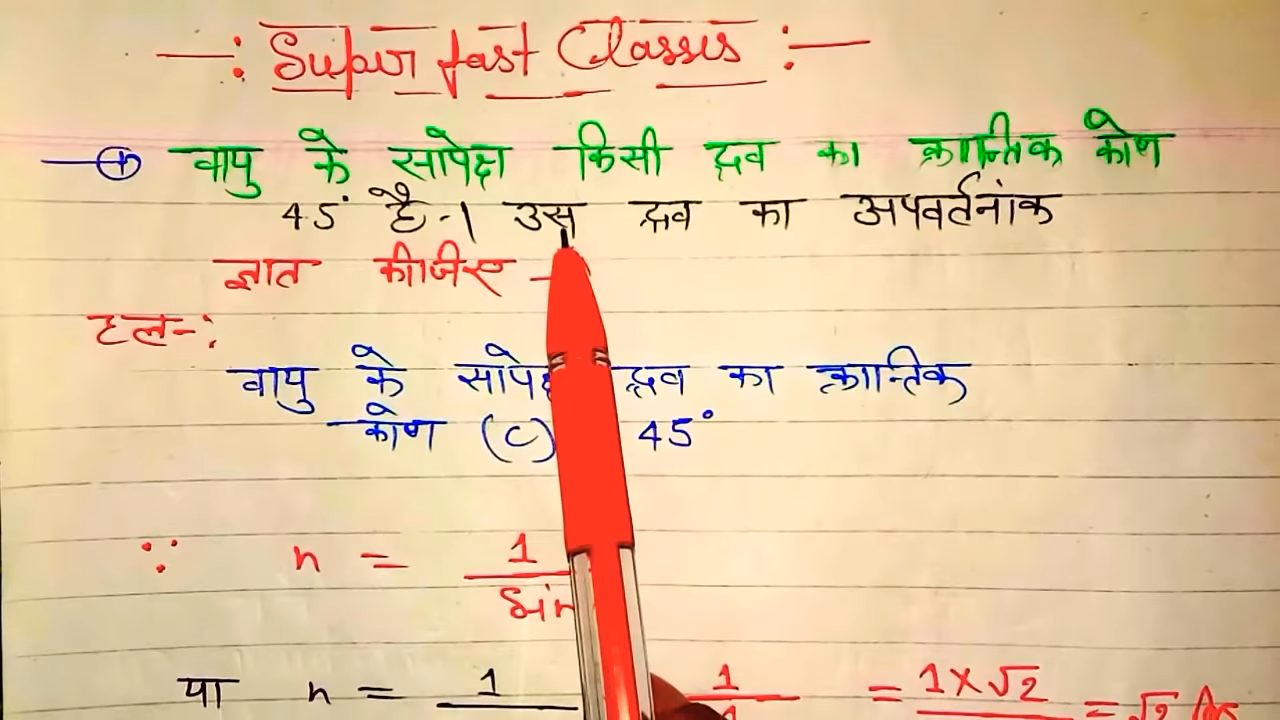 —: Super fast Classes :—
वायु के सापेक्ष किसी द्रव का क्रान्तिक कोण
45° है-। उस द्रव का अपवर्तनांक
ज्ञात कीजिए -
हल-:
वायु के सापेक्ष द्रव का क्रान्तिक
कोण (C) 45°
∵ n = 1
sin
या n = 1 1 = 1×√2 = √2 Ans